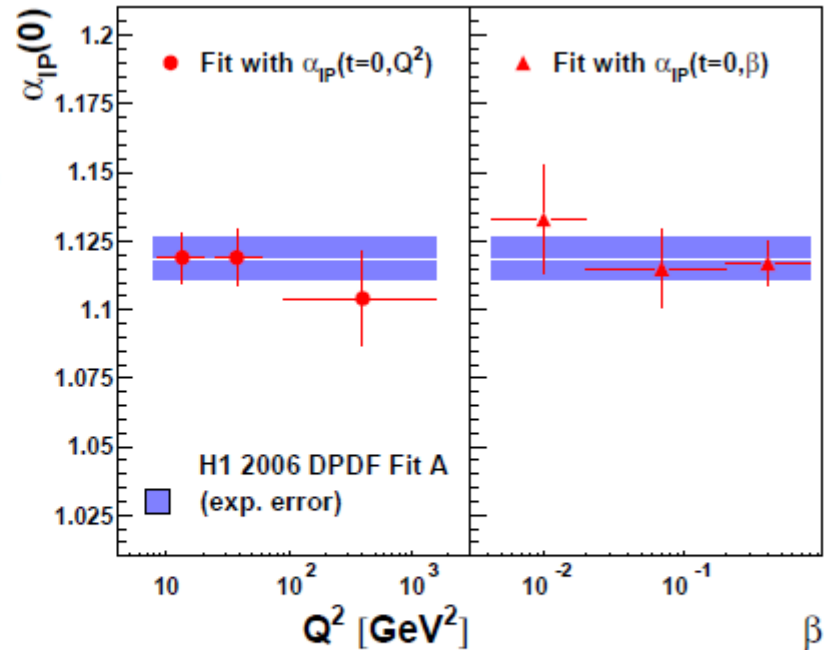 α_IP(0)
1.2
1.175
1.15
1.125
1.1
1.075
1.05
1.025
Fit with α_IP(t=0,Q²)
Fit with α_IP(t=0,β)
H1 2006 DPDF Fit A
(exp. error)
10 10² 10³
10⁻² 10⁻¹
Q² [GeV²]
β